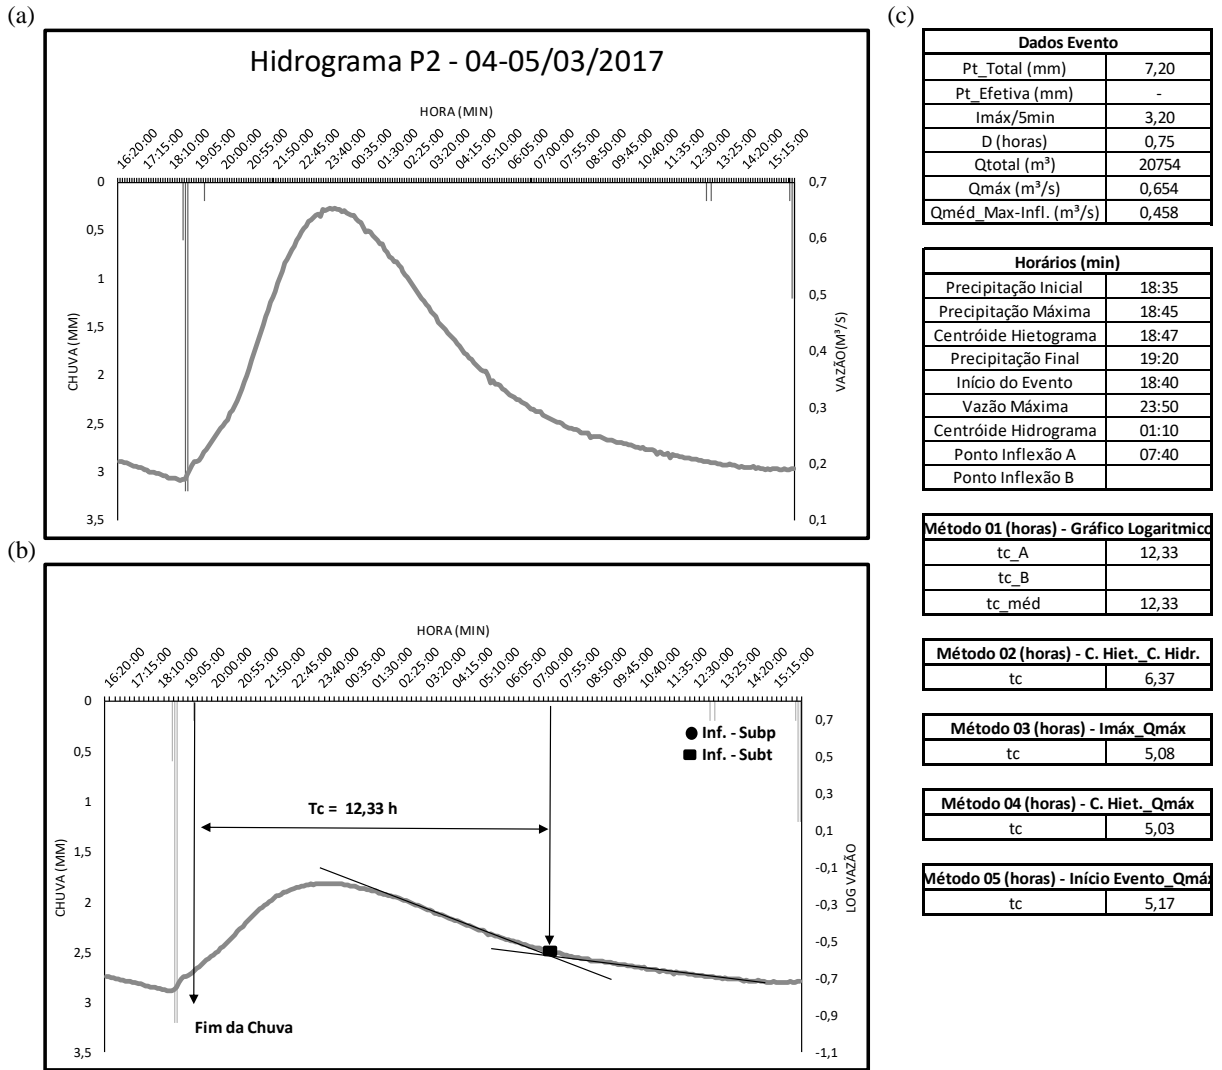 (a)
Hidrograma P2 - 04-05/03/2017
HORA (MIN)
16:20:00 17:15:00 18:10:00 19:05:00 20:00:00 20:55:00 21:50:00 22:45:00 23:40:00 00:35:00 01:30:00 02:25:00 03:20:00 04:15:00 05:10:00 06:05:00 07:00:00 07:55:00 08:50:00 09:45:00 10:40:00 11:35:00 12:30:00 13:25:00 14:20:00 15:15:00
0 0,7
0,5 0,6
1 0,5
1,5 0,4
2 0,3
2,5 0,2
3 0,1
3,5
CHUVA (MM)
VAZÃO(M³/S)
(b)
HORA (MIN)
16:20:00 17:15:00 18:10:00 19:05:00 20:00:00 20:55:00 21:50:00 22:45:00 23:40:00 00:35:00 01:30:00 02:25:00 03:20:00 04:15:00 05:10:00 06:05:00 07:00:00 07:55:00 08:50:00 09:45:00 10:40:00 11:35:00 12:30:00 13:25:00 14:20:00 15:15:00
0 0,7
0,5 0,5
1 0,3
1,5 0,1
2 -0,1
2,5 -0,3
3 -0,5
3,5 -0,7
-0,9
-1,1
CHUVA (MM)
LOG VAZÃO
Inf. - Subp
Inf. - Subt
Tc = 12,33 h
Fim da Chuva
(c)
Dados Evento
Pt_Total (mm) 7,20
Pt_Efetiva (mm) -
Imáx/5min 3,20
D (horas) 0,75
Qtotal (m³) 20754
Qmáx (m³/s) 0,654
Qméd_Max-Infl. (m³/s) 0,458
Horários (min)
Precipitação Inicial 18:35
Precipitação Máxima 18:45
Centróide Hietograma 18:47
Precipitação Final 19:20
Início do Evento 18:40
Vazão Máxima 23:50
Centróide Hidrograma 01:10
Ponto Inflexão A 07:40
Ponto Inflexão B
Método 01 (horas) - Gráfico Logaritmico
tc_A 12,33
tc_B
tc_méd 12,33
Método 02 (horas) - C. Hiet._C. Hidr.
tc 6,37
Método 03 (horas) - Imáx_Qmáx
tc 5,08
Método 04 (horas) - C. Hiet._Qmáx
tc 5,03
Método 05 (horas) - Início Evento_Qmáx
tc 5,17